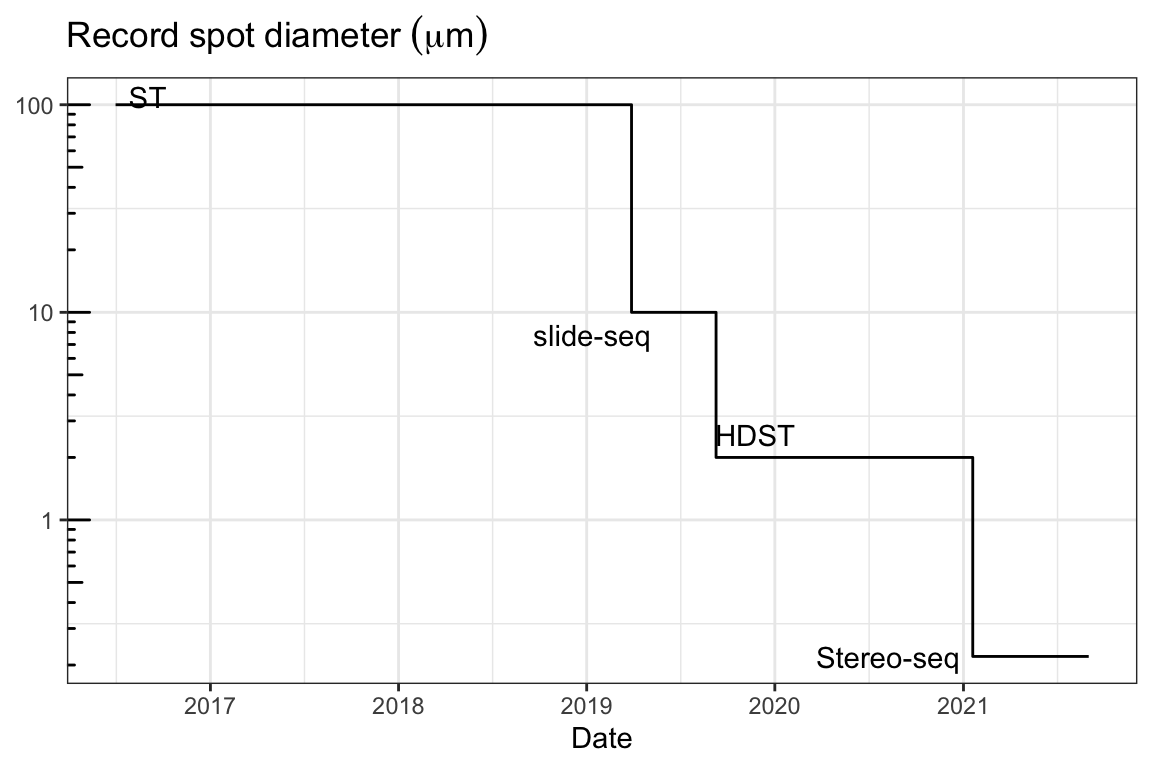 Record spot diameter (μm)
ST
100
10
slide-seq
HDST
1
Stereo-seq
2017 2018 2019 2020 2021
Date